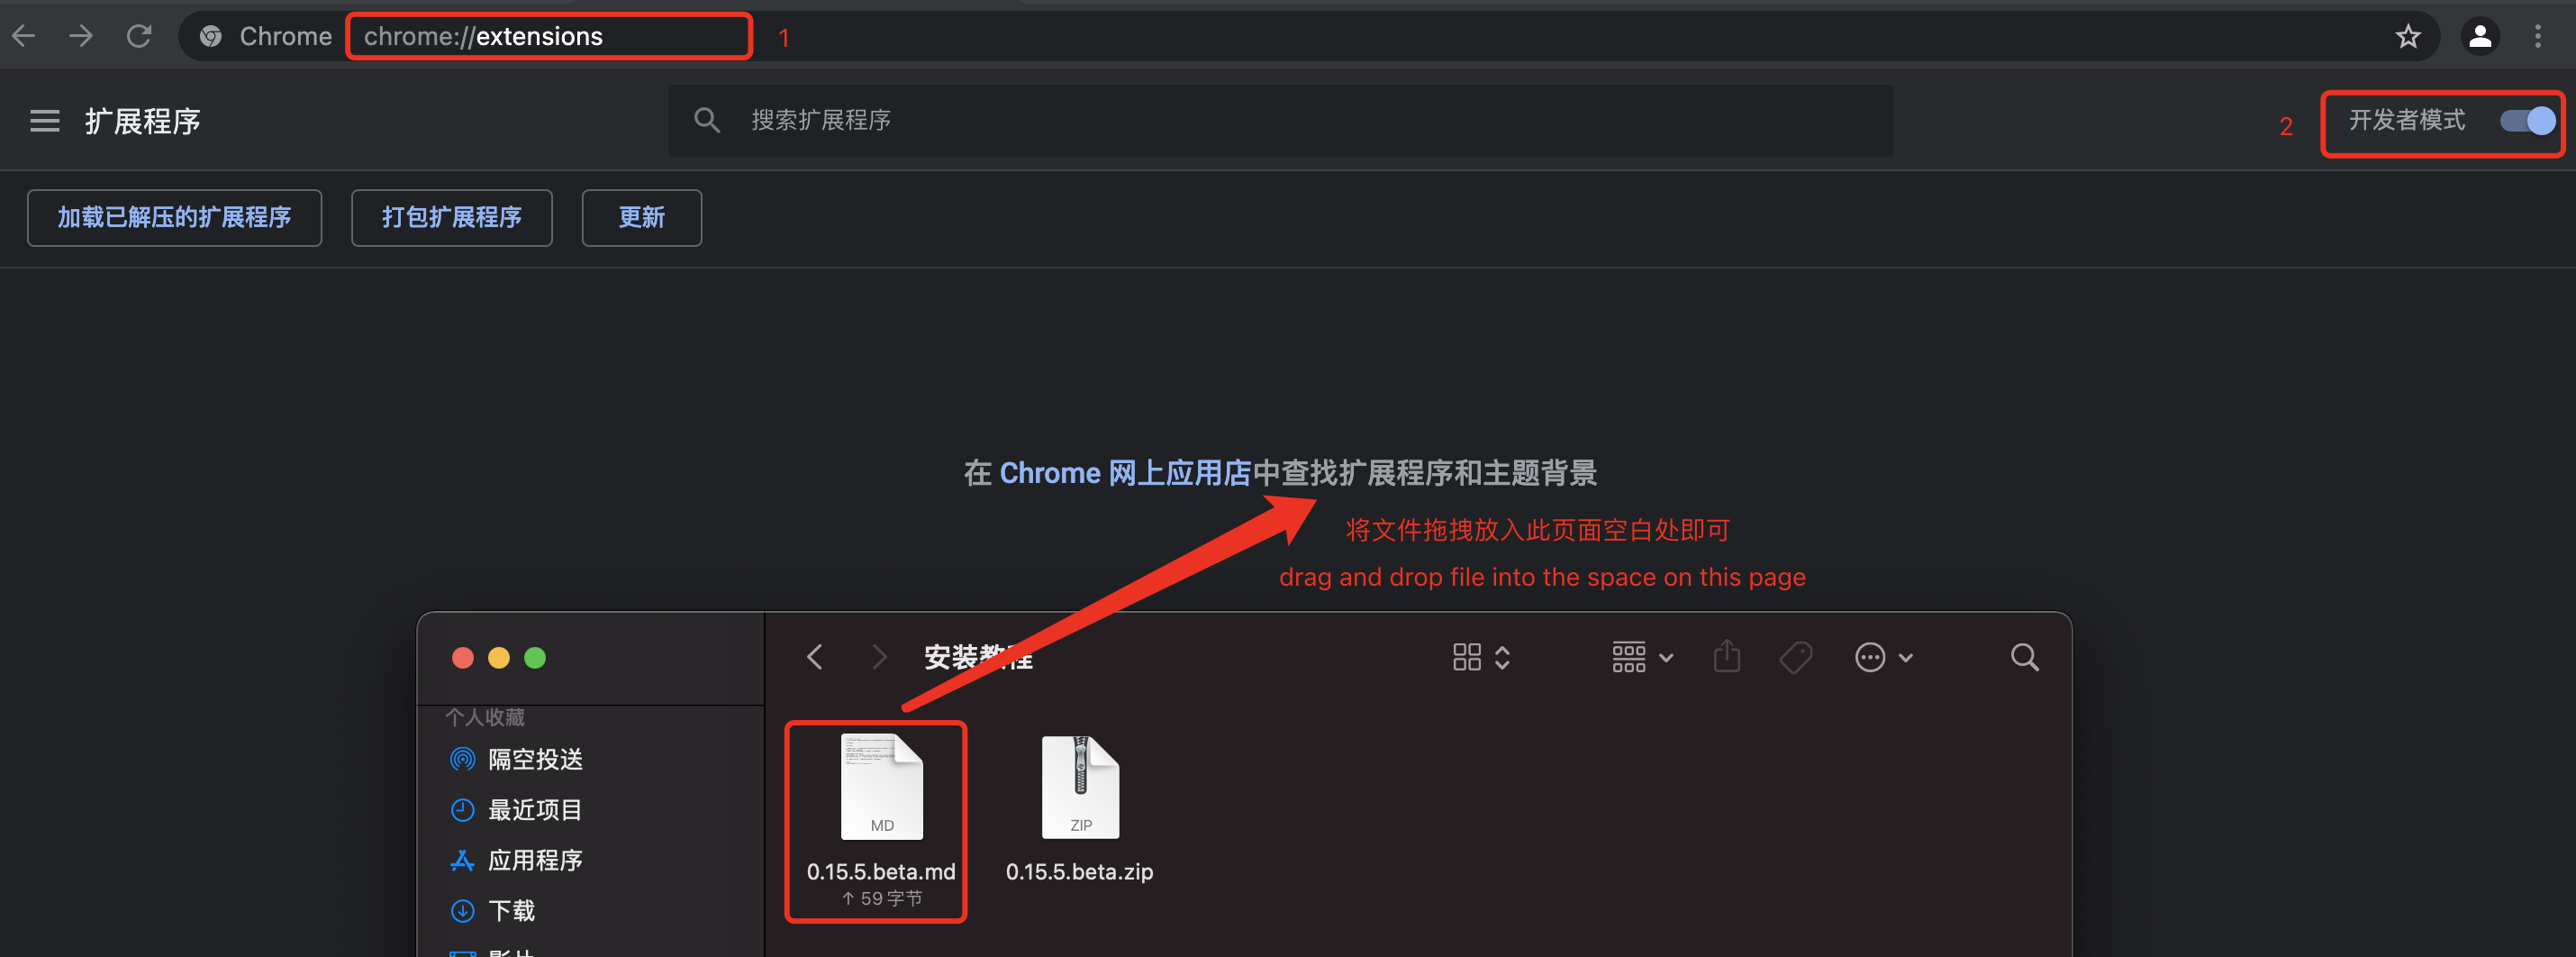 Chrome
chrome://extensions
1
扩展程序
搜索扩展程序
2
开发者模式
加载已解压的扩展程序
打包扩展程序
更新
在 Chrome 网上应用店中查找扩展程序和主题背景
将文件拖拽放入此页面空白处即可
drag and drop file into the space on this page
安装教程
个人收藏
隔空投送
最近项目
应用程序
下载
影片
MD
0.15.5.beta.md
↑ 59 字节
ZIP
0.15.5.beta.zip